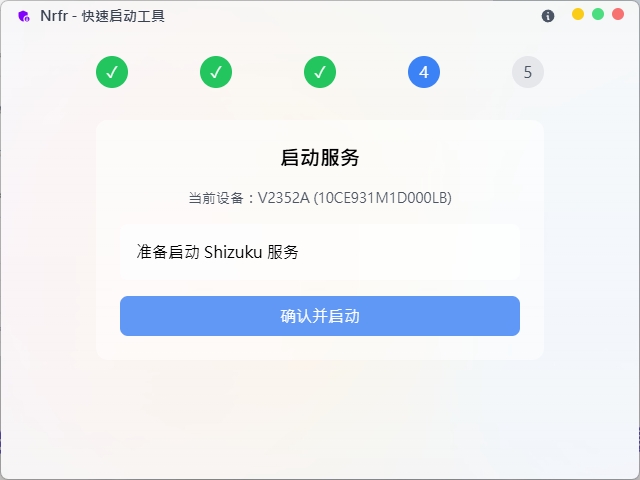 Nrfr - 快速启动工具
4
5
启动服务
当前设备：V2352A (10CE931M1D000LB)
准备启动 Shizuku 服务
确认并启动